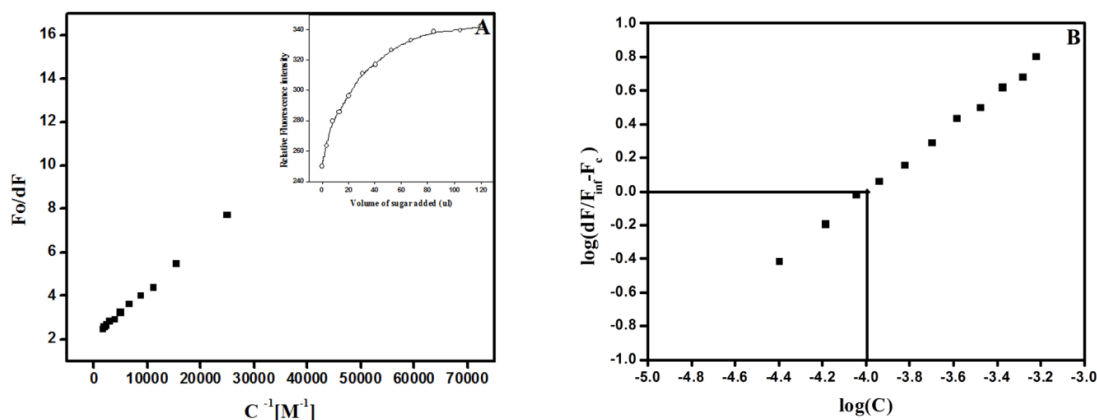 A
Fo/dF
16
14
12
10
8
6
4
2
0 10000 20000 30000 40000 50000 60000 70000
C -1[M-1]
Relative Fluorescence intensity
340
320
300
280
260
240
0 20 40 60 80 100 120
Volume of sugar added (ul)
B
log(dF/Finf-Fc)
1.0
0.8
0.6
0.4
0.2
0.0
-0.2
-0.4
-0.6
-0.8
-1.0
-5.0 -4.8 -4.6 -4.4 -4.2 -4.0 -3.8 -3.6 -3.4 -3.2 -3.0
log(C)